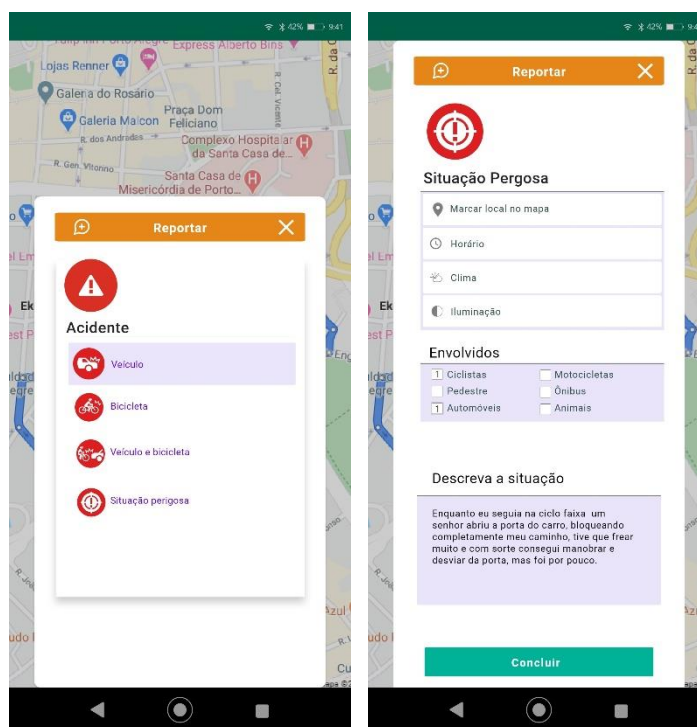 42% 9:41
Express Alberto Bins
Lojas Renner
Galeria do Rosário
Praça Dom
Feliciano
Galeria Malcon
R. dos Andradas
R. Cel. Vicente
Complexo Hospitalar
da Santa Casa de...
R. Gen. Vitorino
Santa Casa de
Misericórdia de Porto...
Reportar
Acidente
Veículo
Bicicleta
Veículo e bicicleta
Situação perigosa
Azul
42%
R. da
Reportar
Situação Pergosa
Marcar local no mapa
Horário
Clima
Iluminação
Envolvidos
1 Ciclistas Motocicletas
Pedestre Ônibus
1 Automóveis Animais
Descreva a situação
Enquanto eu seguia na ciclo faixa um
senhor abriu a porta do carro, bloqueando
completamente meu caminho, tive que frear
muito e com sorte consegui manobrar e
desviar da porta, mas foi por pouco.
Concluir